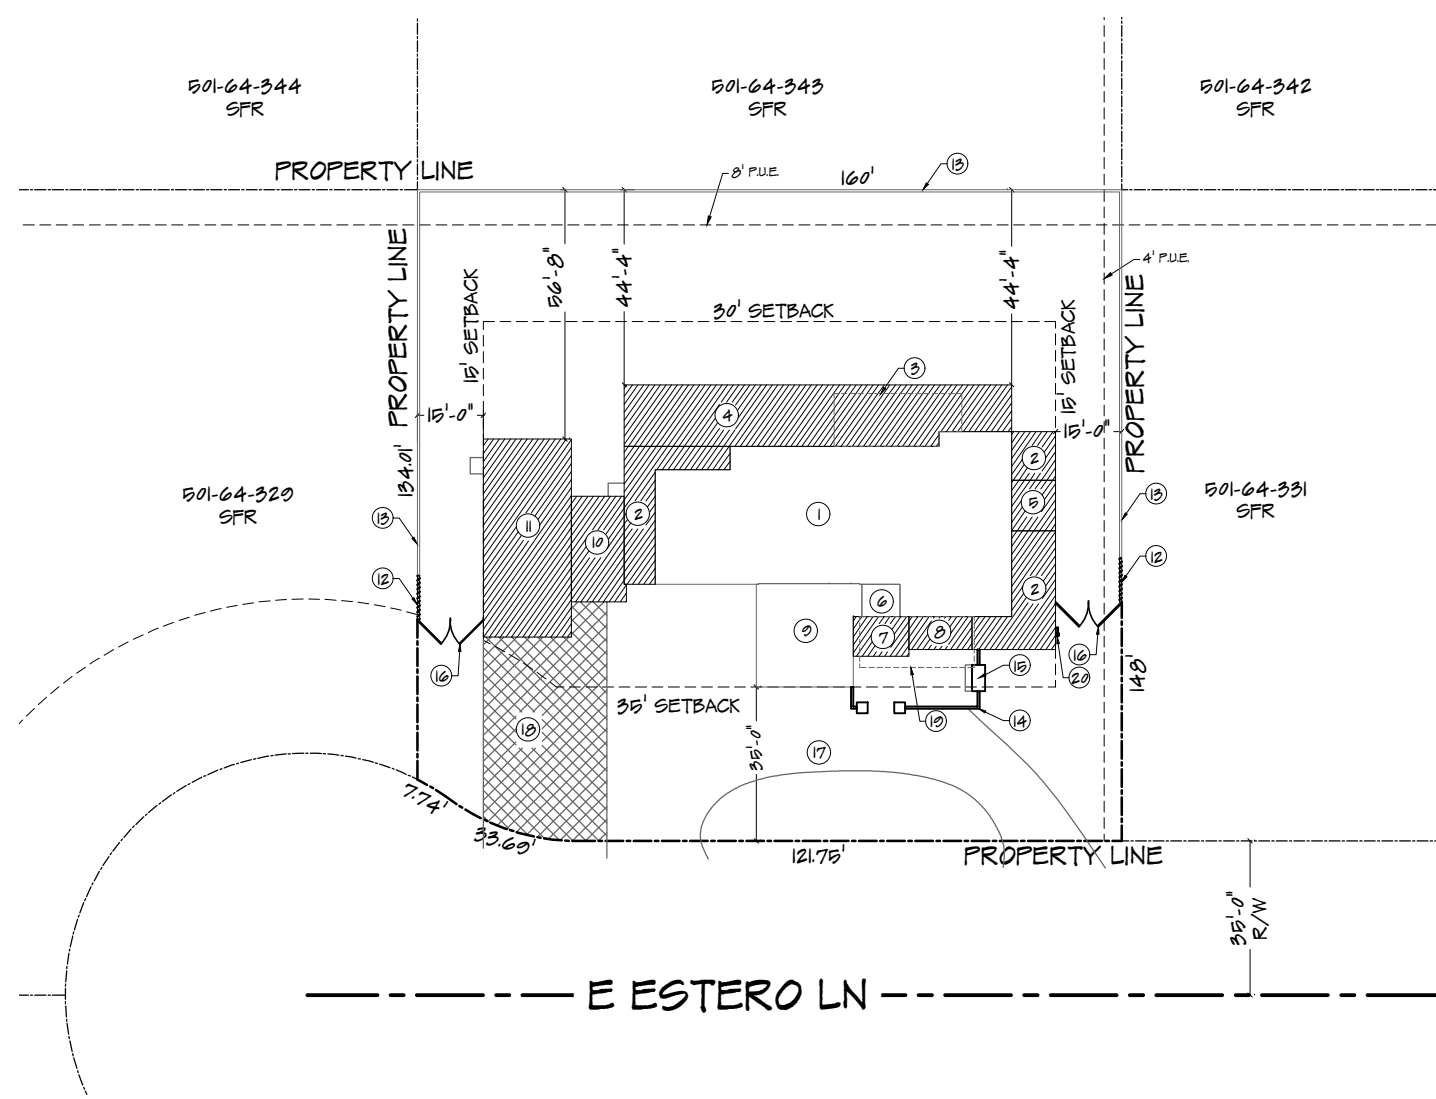 501-64-344
SFR
501-64-343
SFR
501-64-342
SFR
PROPERTY LINE
8' P.U.E.
160'
13
4' P.U.E.
PROPERTY LINE
15' SETBACK
56'-8"
44'-4"
44'-4"
30' SETBACK
15' SETBACK
PROPERTY LINE
3
4
15'-0"
15'-0"
134.01'
2
501-64-329
SFR
13
11
10
2
1
5
13
501-64-331
SFR
12
12
2
6
9
7
8
16
16
15
20
148'
35' SETBACK
18
19
14
35'-0"
17
7.74'
33.69'
121.75'
PROPERTY LINE
35'-0"
R/W
E ESTERO LN